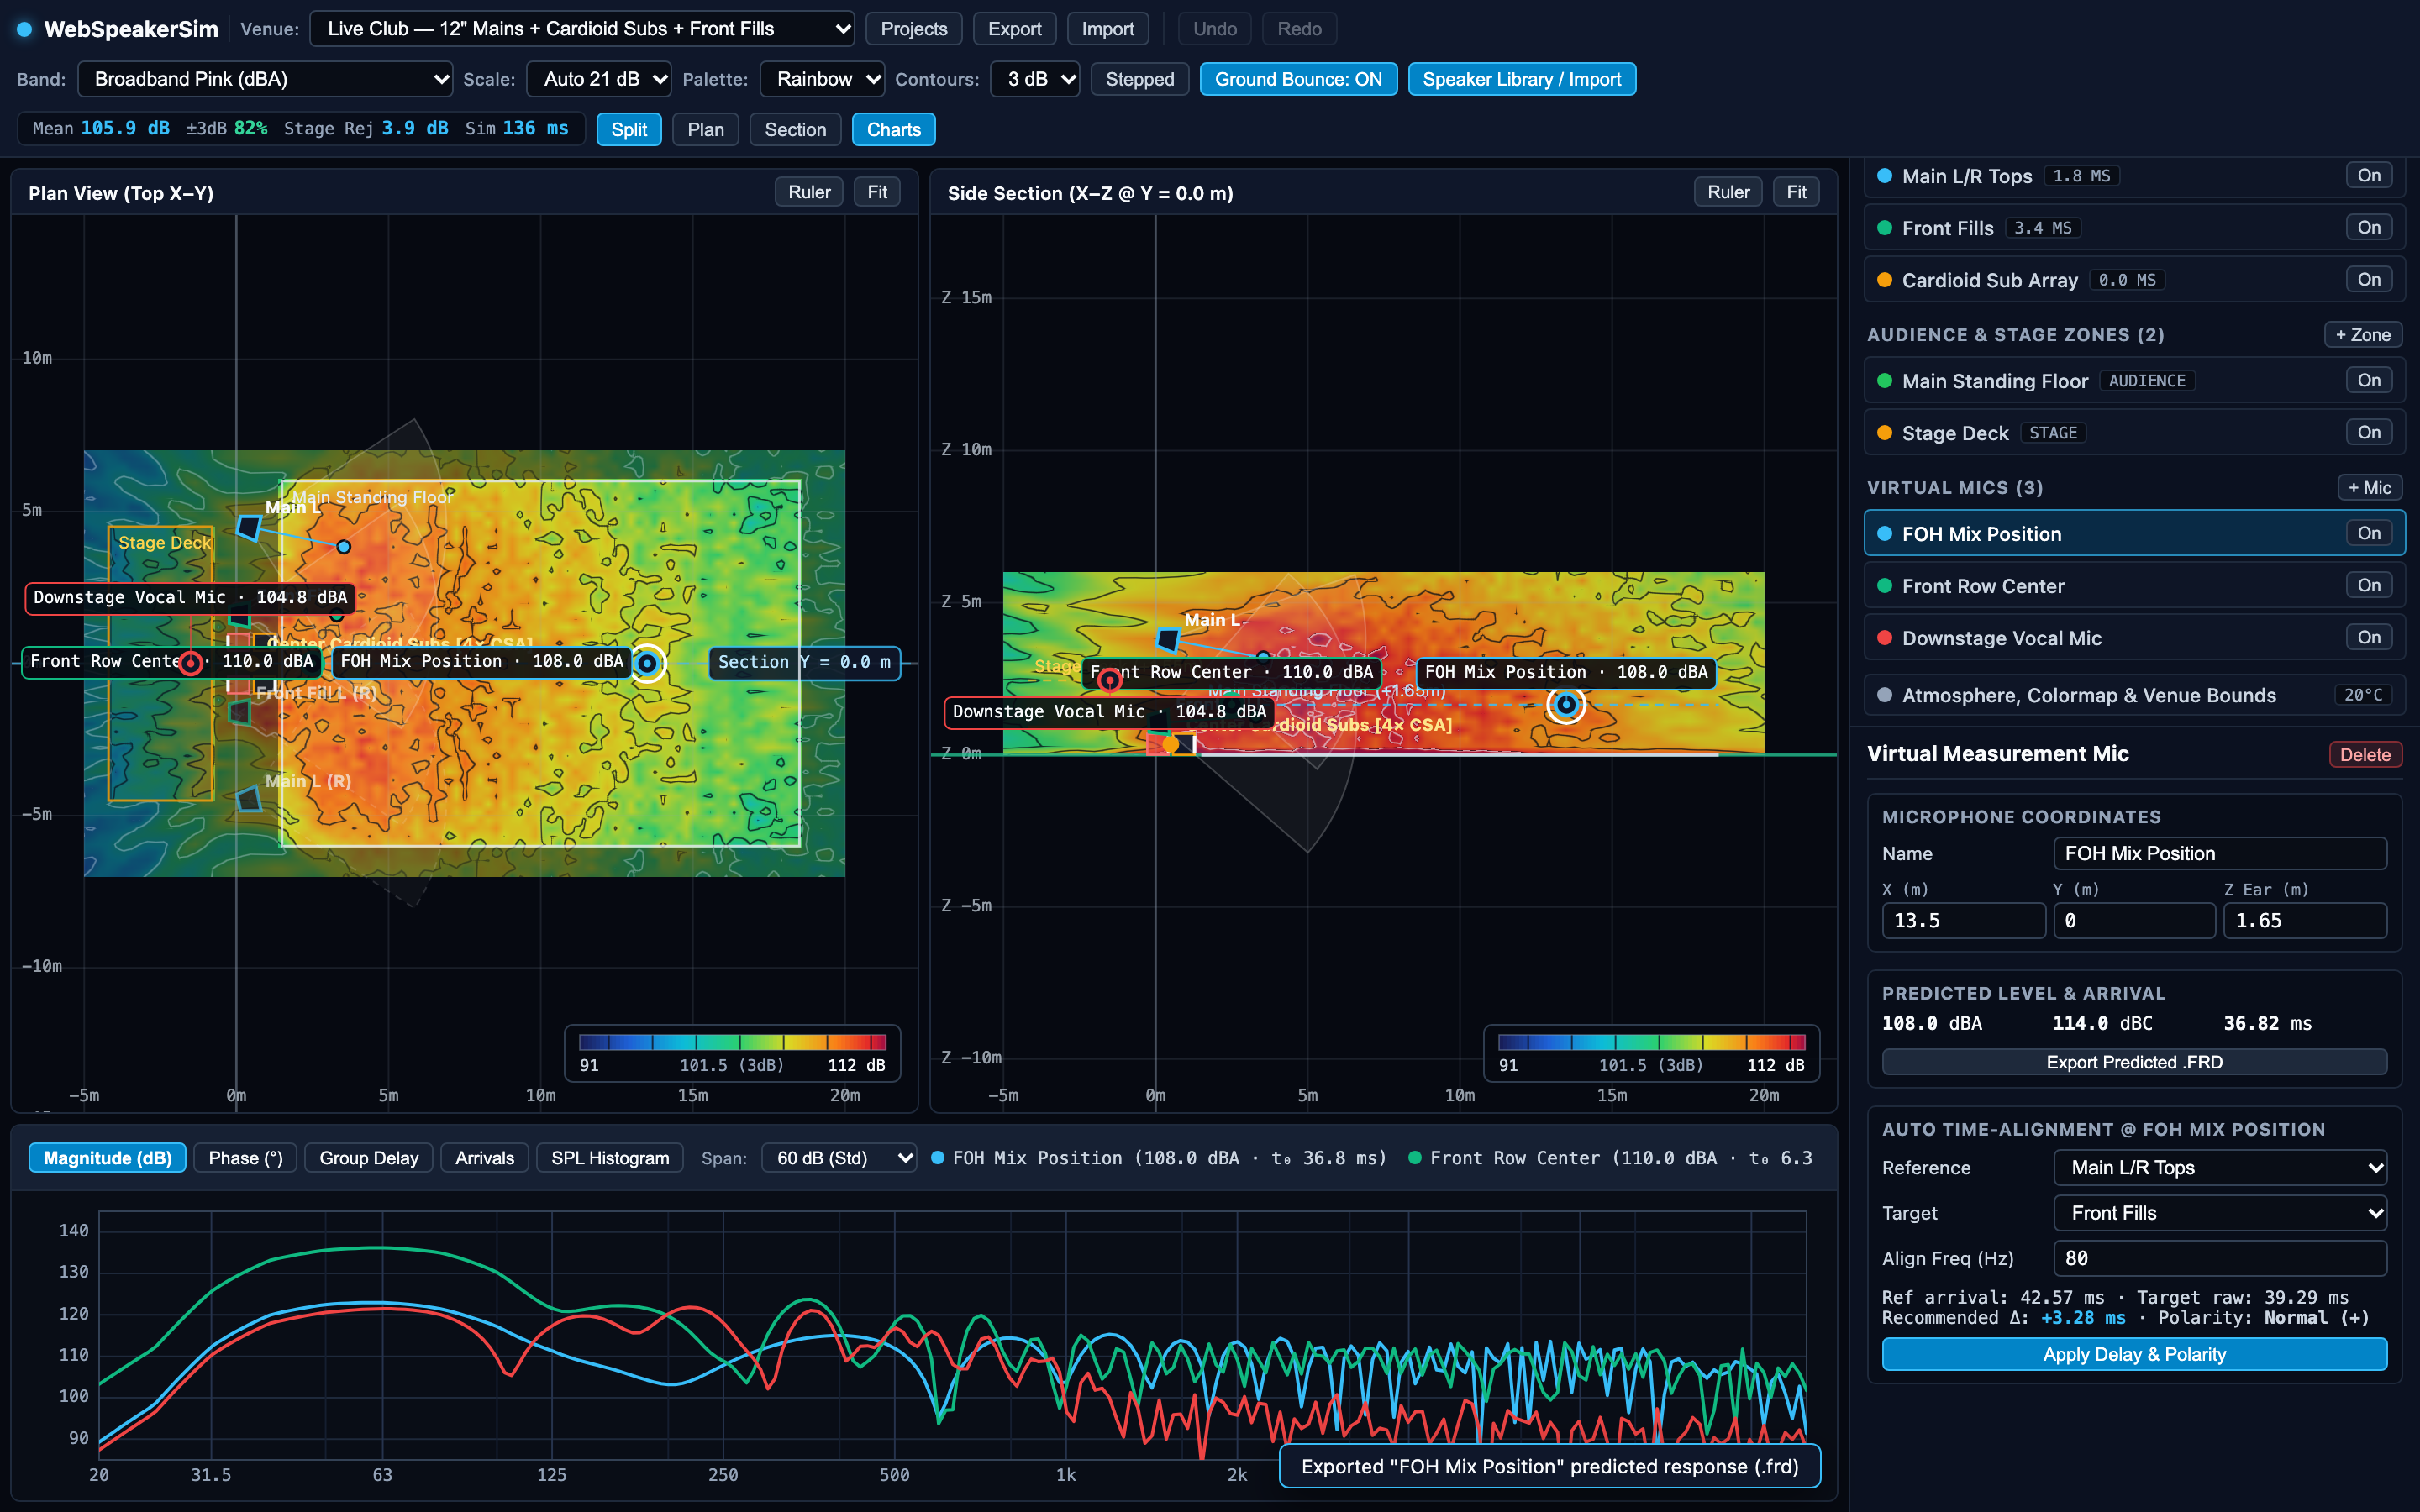 WebSpeakerSim Venue: Live Club — 12" Mains + Cardioid Subs + Front Fills Projects Export Import Undo Redo
Band: Broadband Pink (dBA) Scale: Auto 21 dB Palette: Rainbow Contours: 3 dB Stepped Ground Bounce: ON Speaker Library / Import
Mean 105.9 dB ±3dB 82% Stage Rej 3.9 dB Sim 136 ms Split Plan Section Charts
Plan View (Top X–Y) Ruler Fit
10m
5m
−5m
−10m
Main Standing Floor
Main L
Stage Deck
Downstage Vocal Mic · 104.8 dBA
Center Cardioid Subs [4× CSA]
Front Row Cente · 110.0 dBA
FOH Mix Position · 108.0 dBA
Section Y = 0.0 m
Front Fill L (R)
Main L (R)
91 101.5 (3dB) 112 dB
−5m 0m 5m 10m 15m 20m
Side Section (X–Z @ Y = 0.0 m) Ruler Fit
Z 15m
Z 10m
Z 5m
Z 0m
Z −5m
Z −10m
Main L
Stage
Front Row Center · 110.0 dBA
FOH Mix Position · 108.0 dBA
Main Standing Floor (+1.65m)
Downstage Vocal Mic · 104.8 dBA
Center Cardioid Subs [4× CSA]
91 101.5 (3dB) 112 dB
−5m 0m 5m 10m 15m 20m
Magnitude (dB) Phase (°) Group Delay Arrivals SPL Histogram Span: 60 dB (Std) FOH Mix Position (108.0 dBA · t₀ 36.8 ms) Front Row Center (110.0 dBA · t₀ 6.3
140
130
120
110
100
90
20 31.5 63 125 250 500 1k 2k
Exported "FOH Mix Position" predicted response (.frd)
Main L/R Tops 1.8 MS On
Front Fills 3.4 MS On
Cardioid Sub Array 0.0 MS On
AUDIENCE & STAGE ZONES (2) + Zone
Main Standing Floor AUDIENCE On
Stage Deck STAGE On
VIRTUAL MICS (3) + Mic
FOH Mix Position On
Front Row Center On
Downstage Vocal Mic On
Atmosphere, Colormap & Venue Bounds 20°C
Virtual Measurement Mic Delete
MICROPHONE COORDINATES
Name FOH Mix Position
X (m) Y (m) Z Ear (m)
13.5 0 1.65
PREDICTED LEVEL & ARRIVAL
108.0 dBA 114.0 dBC 36.82 ms
Export Predicted .FRD
AUTO TIME-ALIGNMENT @ FOH MIX POSITION
Reference Main L/R Tops
Target Front Fills
Align Freq (Hz) 80
Ref arrival: 42.57 ms · Target raw: 39.29 ms
Recommended Δ: +3.28 ms · Polarity: Normal (+)
Apply Delay & Polarity